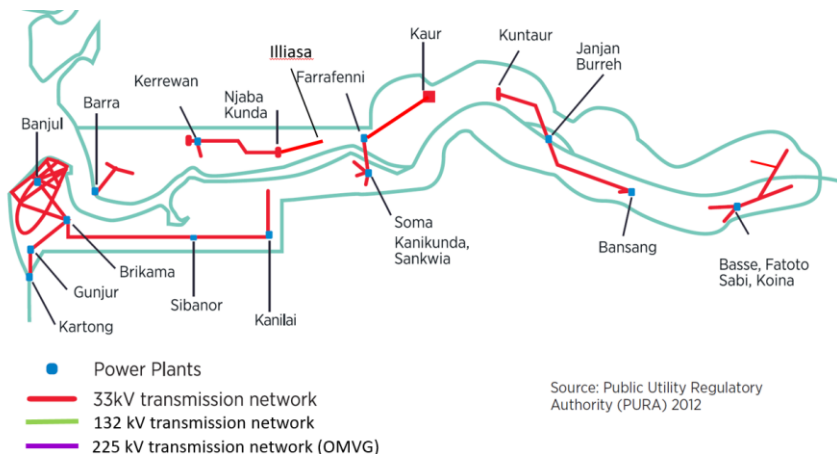 Kaur
Kuntaur
Janjan
Burreh
Illiasa
Farrafenni
Kerrewan
Njaba
Kunda
Barra
Banjul
Soma
Kanikunda,
Sankwia
Bansang
Basse, Fatoto
Sabi, Koina
Brikama
Gunjur
Sibanor
Kanilai
Kartong
Power Plants
33kV transmission network
132 kV transmission network
225 kV transmission network (OMVG)
Source: Public Utility Regulatory
Authority (PURA) 2012